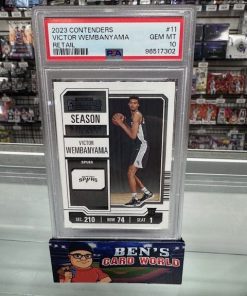 2023 CONTENDERS #11
VICTOR WEMBANYAMA GEM MT
RETAIL 10
PSA 98517302
SEASON
VICTOR
WEMBANYAMA
SPURS
SPURS
SEC. 210 ROW 74 SEAT 1
BEN'S
CARD WORLD